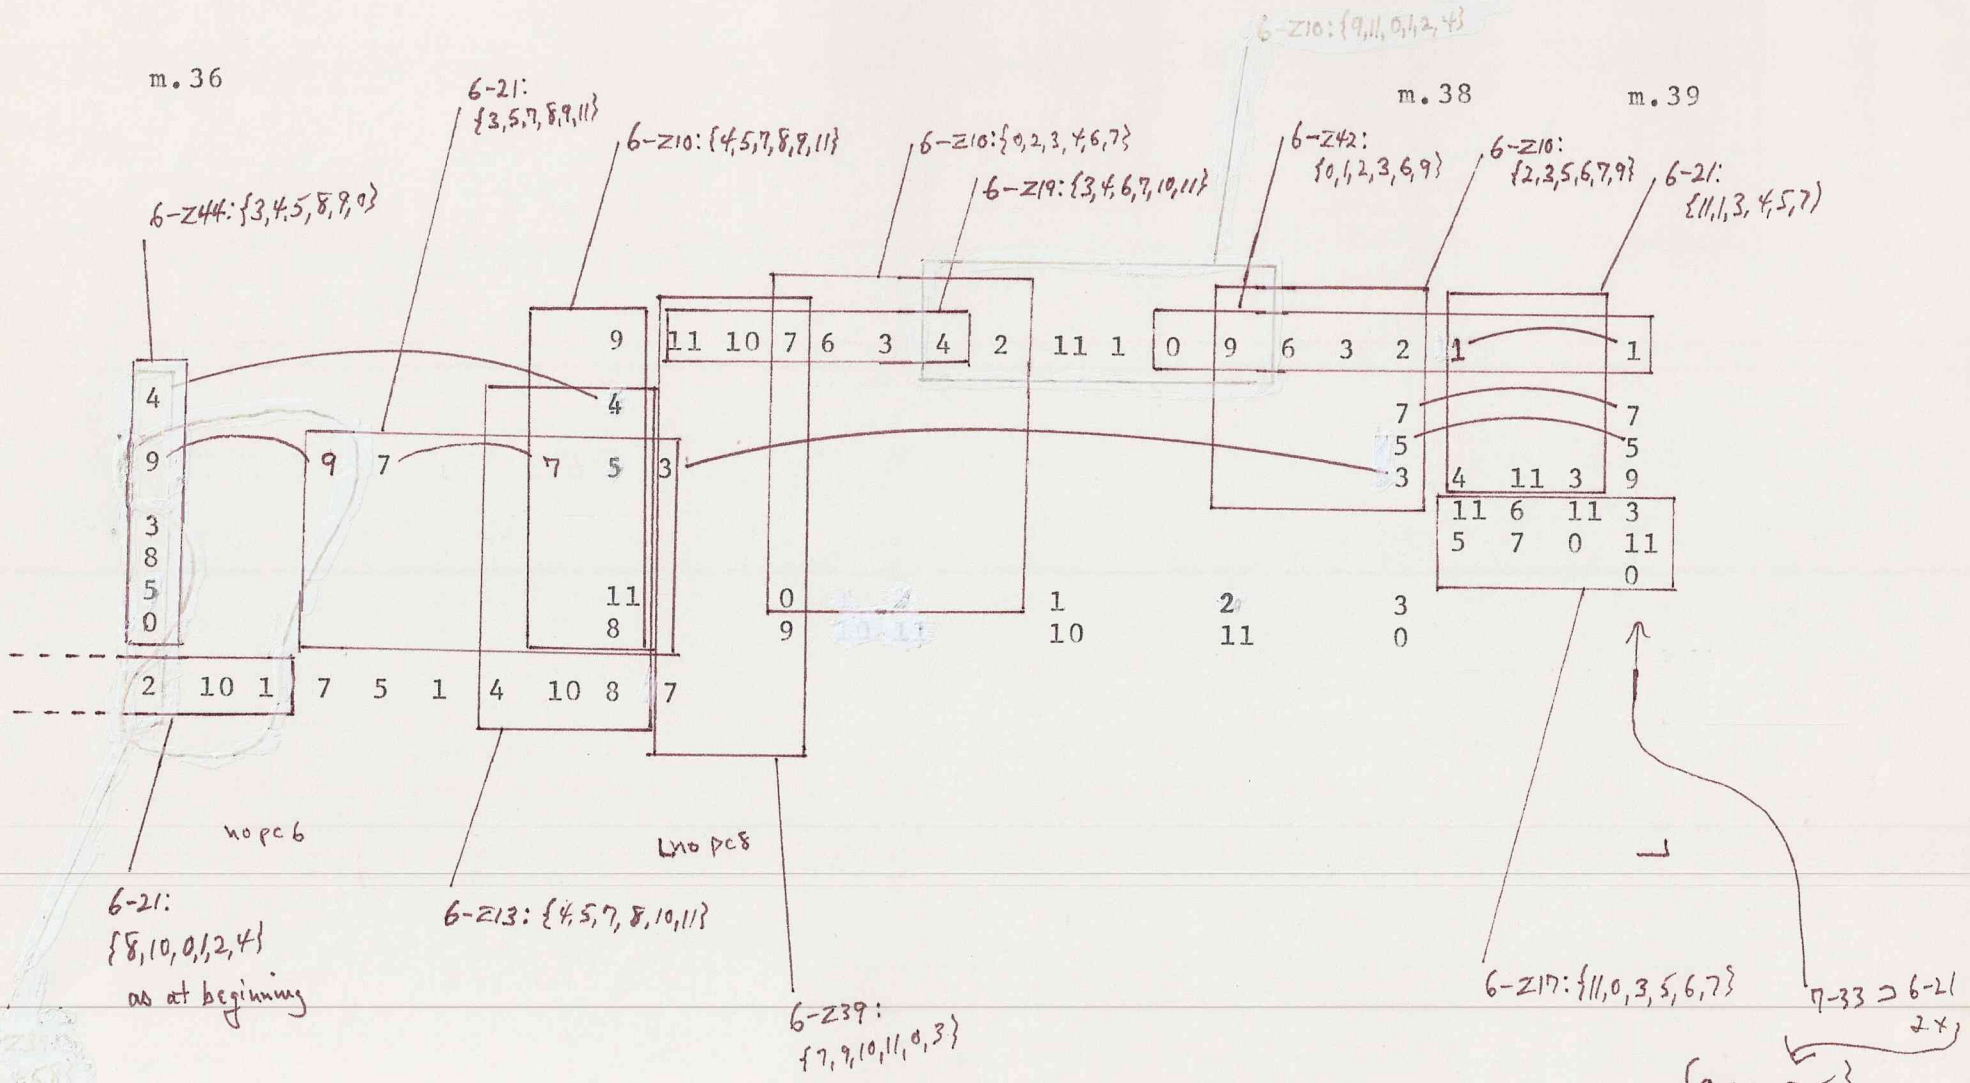 6-Z10:{9,11,0,1,2,4}
m.36
6-21:
{3,5,7,8,9,11}
m.38
m.39
6-Z10:{4,5,7,8,9,11}
6-Z10:{0,2,3,4,6,7}
6-Z42:
{0,1,2,3,6,9}
6-Z10:
{2,3,5,6,7,9}
6-21:
{11,1,3,4,5,7}
6-Z19:{3,4,6,7,10,11}
6-Z44:{3,4,5,8,9,0}
9 11 10 7 6 3 4 2 11 1 0 9 6 3 2 1 1
4 4 7 7
5 5
9 9 7 7 5 3 3 4 11 3 9
3 11 6 11 3
8 5 7 0 11
5 0
11 0 1 2 3
0 8 9 10 11 10 11 0
2 10 1 7 5 1 4 10 8 7
no pc 6
no pc8
6-21:
{8,10,0,1,2,4}
as at beginning
6-Z13:{4,5,7,8,10,11}
6-Z39:
{7,9,10,11,0,3}
6-Z17:{11,0,3,5,6,7}
7-33 ⊃ 6-21
2x